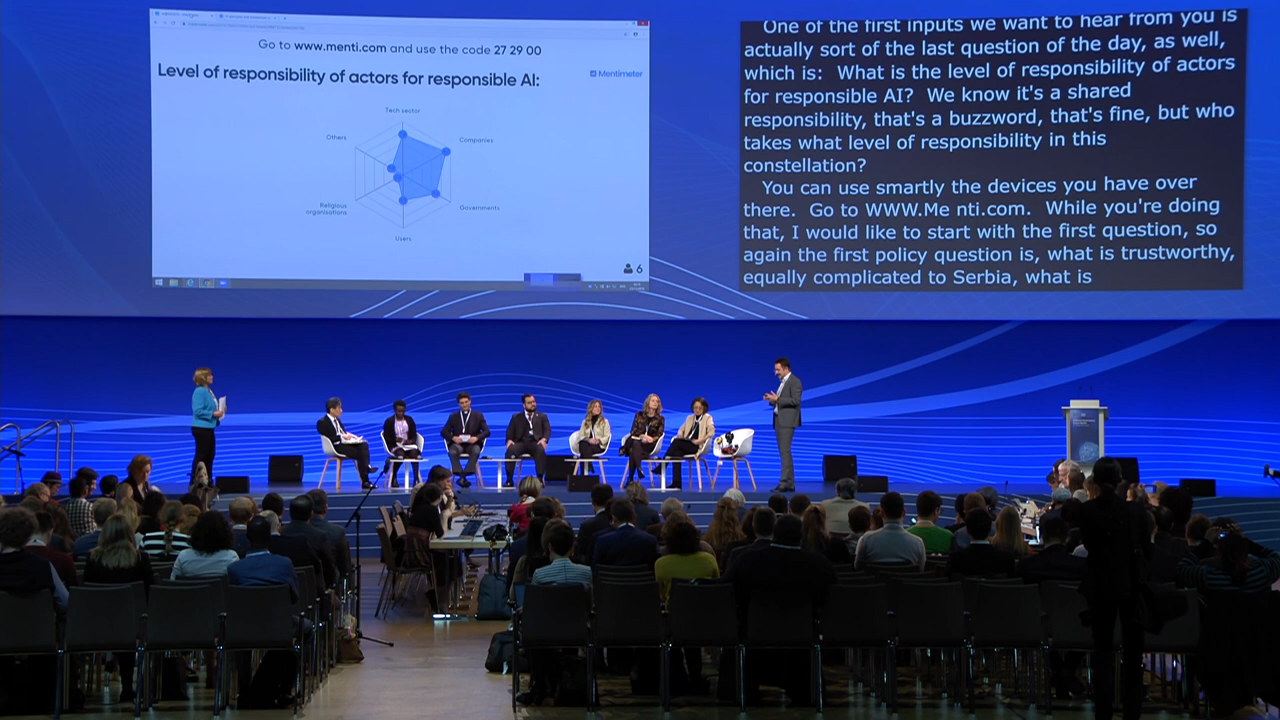 Go to www.menti.com and use the code 27 29 00
Level of responsibility of actors for responsible AI:
Mentimeter
Tech sector
Others
Companies
Religious
organisations
Governments
Users
6
One of the first inputs we want to hear from you is
actually sort of the last question of the day, as well,
which is:  What is the level of responsibility of actors
for responsible AI?  We know it's a shared
responsibility, that's a buzzword, that's fine, but who
takes what level of responsibility in this
constellation?
You can use smartly the devices you have over
there.  Go to WWW.Me nti.com.  While you're doing
that, I would like to start with the first question, so
again the first policy question is, what is trustworthy,
equally complicated to Serbia, what is